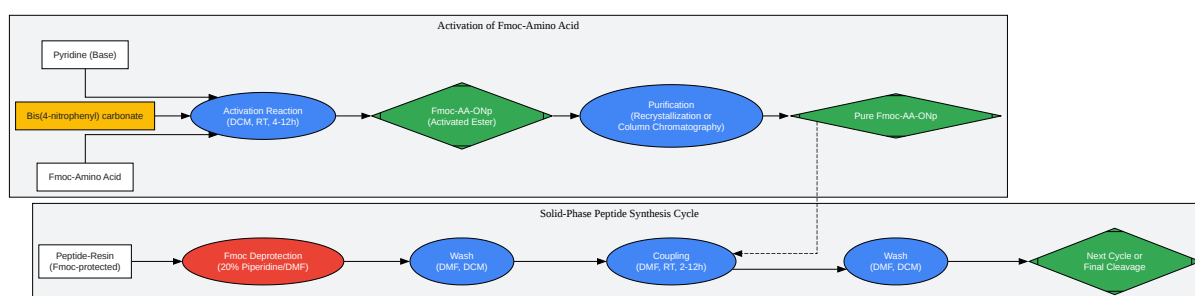 Activation of Fmoc-Amino Acid
Pyridine (Base)
Bis(4-nitrophenyl) carbonate
Fmoc-Amino Acid
Activation Reaction
(DCM, RT, 4-12h)
Fmoc-AA-ONp
(Activated Ester)
Purification
(Recrystallization or
Column Chromatography)
Pure Fmoc-AA-ONp
Solid-Phase Peptide Synthesis Cycle
Peptide-Resin
(Fmoc-protected)
Fmoc Deprotection
(20% Piperidine/DMF)
Wash
(DMF, DCM)
Coupling
(DMF, RT, 2-12h)
Wash
(DMF, DCM)
Next Cycle or
Final Cleavage